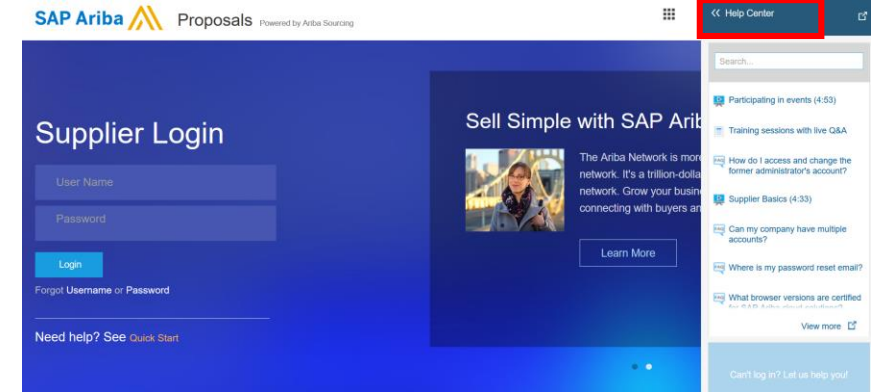 SAP Ariba Proposals Powered by Ariba Sourcing
Supplier Login
User Name
Password
Login
Forgot Username or Password
Need help? See Quick Start
Sell Simple with SAP Arib
The Ariba Network is more
network. It's a trillion-dolla
network. Grow your busin
connecting with buyers an
Learn More
Help Center
Search...
Participating in events (4:53)
Training sessions with live Q&A
How do I access and change the
former administrator's account?
Supplier Basics (4:33)
Can my company have multiple
accounts?
Where is my password reset email?
What browser versions are certified
for SAP Ariba cloud solutions?
View more
Can't log in? Let us help you!